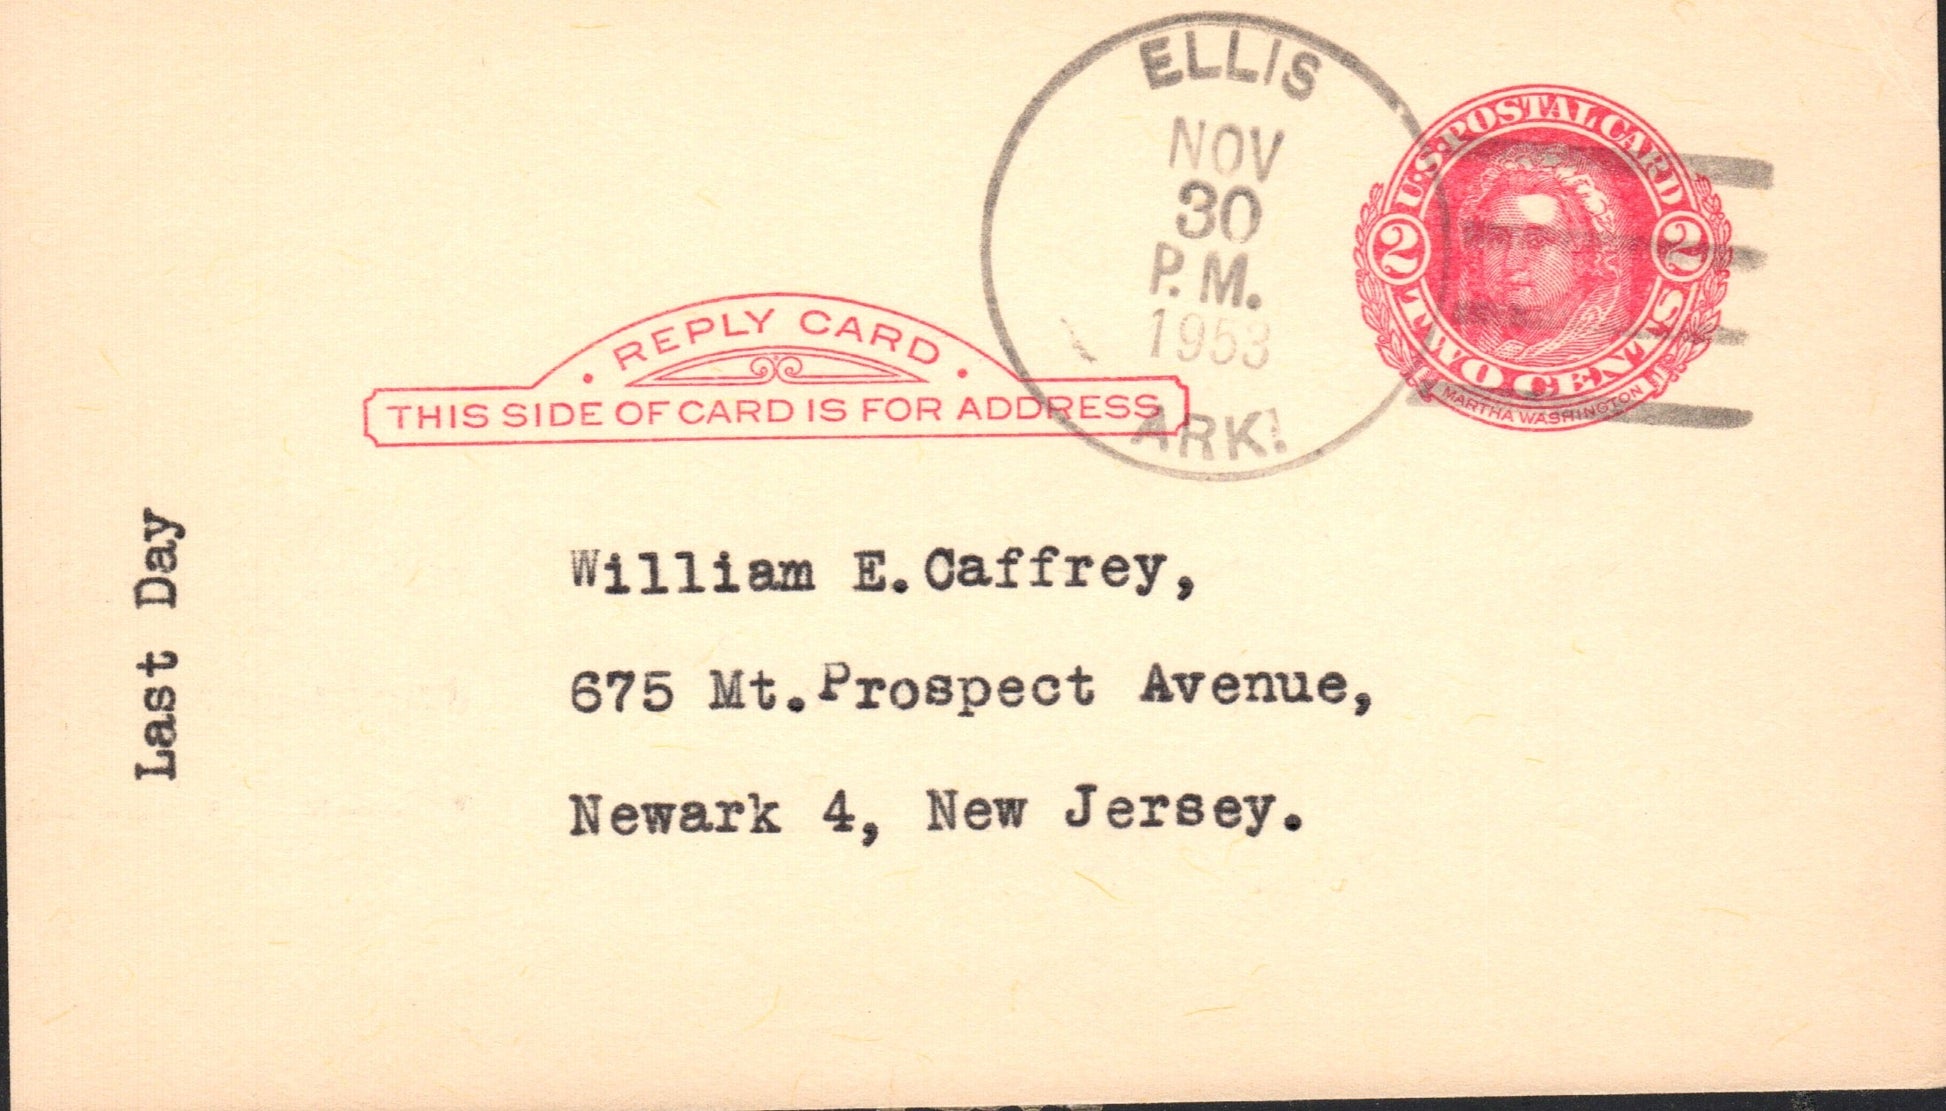 ELLIS
NOV
30
P.M.
1953
ARK.
U.S. POSTAL CARD
2 2
TWO CENTS
MARTHA WASHINGTON
REPLY CARD
THIS SIDE OF CARD IS FOR ADDRESS
Last Day
William E.Caffrey,
675 Mt.Prospect Avenue,
Newark 4, New Jersey.